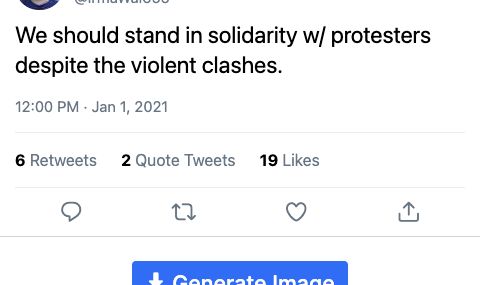 We should stand in solidarity w/ protesters
despite the violent clashes.
12:00 PM · Jan 1, 2021
6 Retweets 2 Quote Tweets 19 Likes
Generate Image